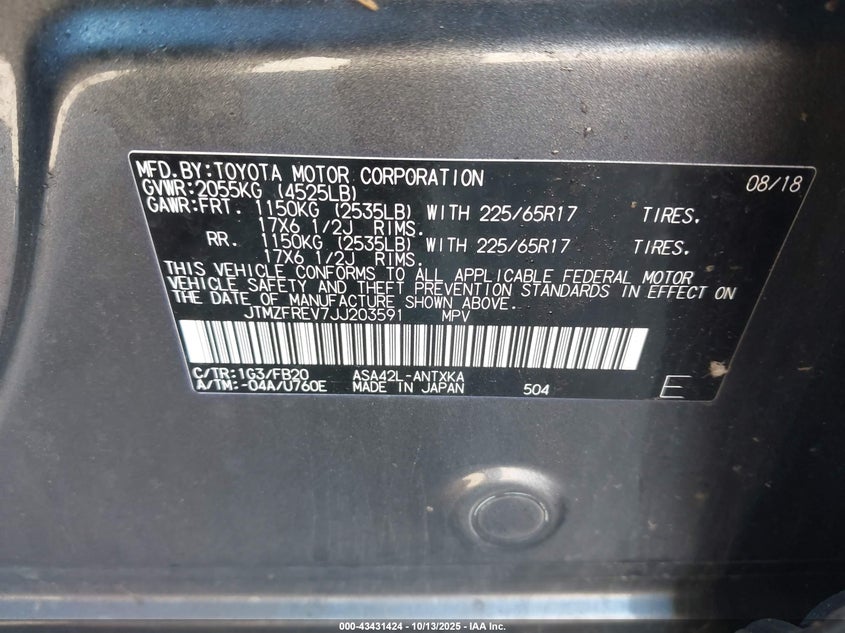 MFD.BY:TOYOTA MOTOR CORPORATION 08/18
GVWR:2055KG (4525LB)
GAWR:FRT. 1150KG (2535LB) WITH 225/65R17 TIRES.
17X6 1/2J RIMS.
RR. 1150KG (2535LB) WITH 225/65R17 TIRES.
17X6 1/2J RIMS.
THIS VEHICLE CONFORMS TO ALL APPLICABLE FEDERAL MOTOR
VEHICLE SAFETY AND THEFT PREVENTION STANDARDS IN EFFECT ON
THE DATE OF MANUFACTURE SHOWN ABOVE.
JTMZFREV7JJ203591 MPV
C/TR:1G3/FB20 ASA42L-ANTXKA
A/TM:-04A/U760E MADE IN JAPAN 504 E
000-43431424 - 10/13/2025 - IAA Inc.